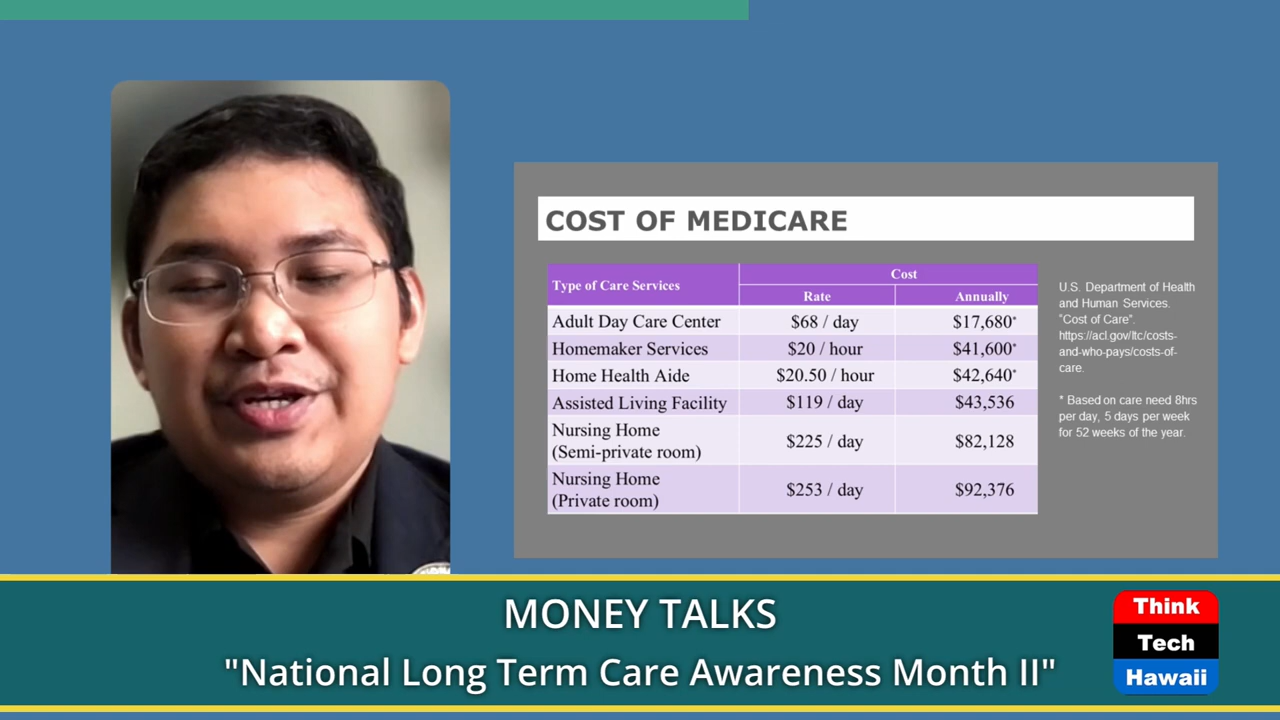 COST OF MEDICARE
Type of Care Services
Cost
Rate
Annually
Adult Day Care Center
$68 / day
$17,680*
Homemaker Services
$20 / hour
$41,600*
Home Health Aide
$20.50 / hour
$42,640*
Assisted Living Facility
$119 / day
$43,536
Nursing Home
(Semi-private room)
$225 / day
$82,128
Nursing Home
(Private room)
$253 / day
$92,376
U.S. Department of Health
and Human Services.
"Cost of Care".
https://acl.gov/ltc/costs-
and-who-pays/costs-of-
care.
* Based on care need 8hrs
per day, 5 days per week
for 52 weeks of the year.
MONEY TALKS
"National Long Term Care Awareness Month II"
Think
Tech
Hawaii